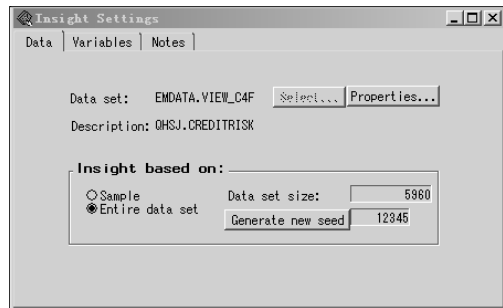 Insight Settings
Data Variables Notes
Data set: EMDATA.VIEW_C4F Select... Properties...
Description: QHSJ.CREDITRISK
Insight based on:
Sample Data set size: 5960
Entire data set
Generate new seed 12345